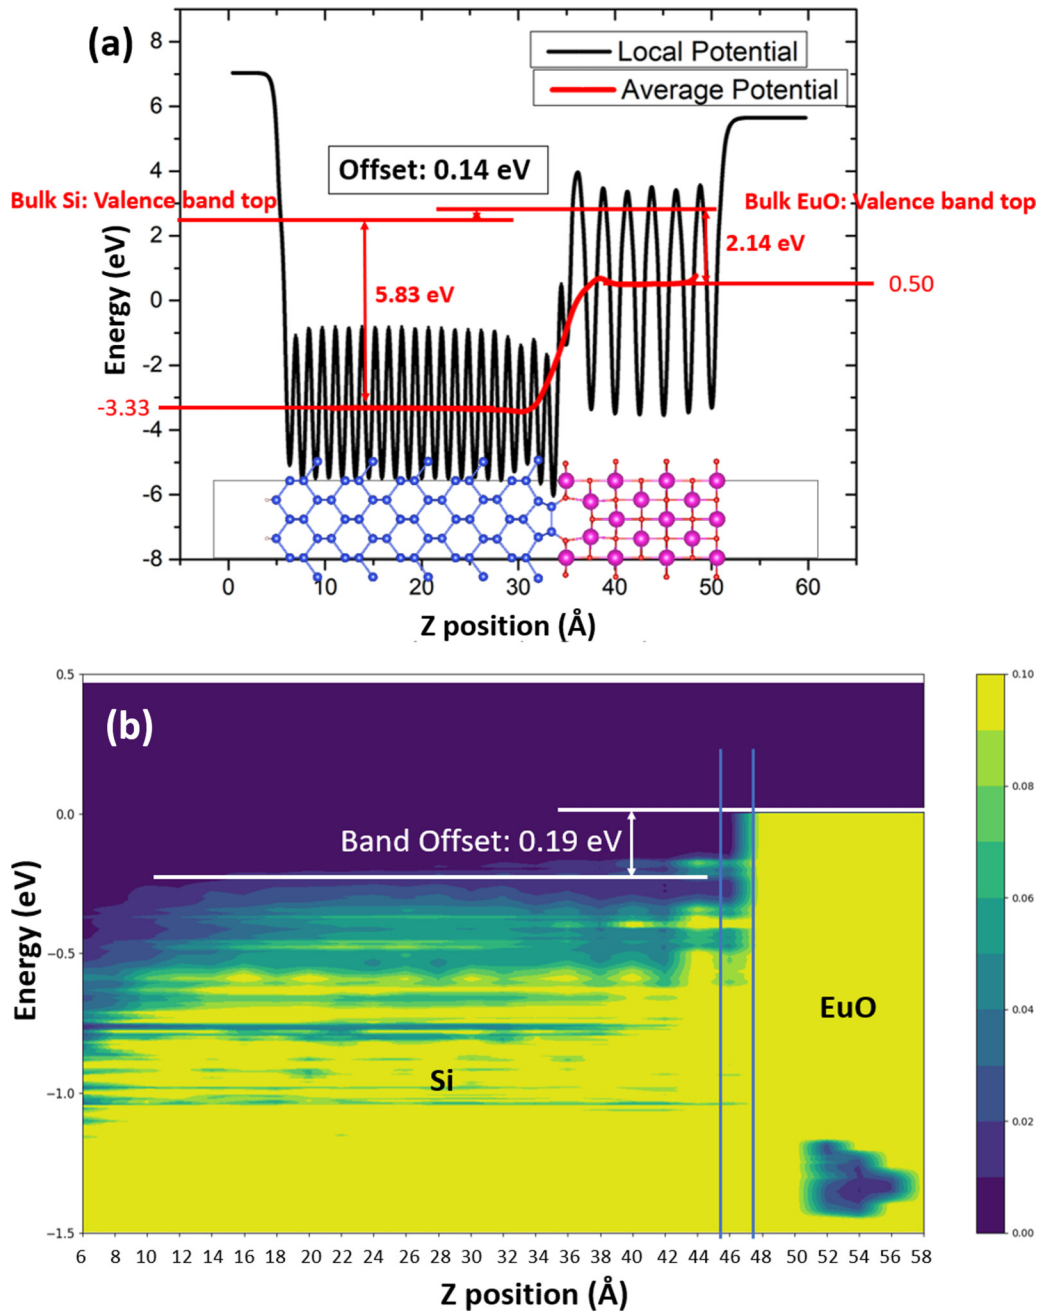 (a)
Local Potential
Average Potential
Offset: 0.14 eV
Bulk Si: Valence band top
Bulk EuO: Valence band top
2.14 eV
5.83 eV
0.50
-3.33
Energy (eV)
8
6
4
2
0
-2
-4
-6
-8
0 10 20 30 40 50 60
Z position (Å)
(b)
Band Offset: 0.19 eV
EuO
Si
Energy (eV)
0.5
0.0
−0.5
−1.0
−1.5
6 8 10 12 14 16 18 20 22 24 26 28 30 32 34 36 38 40 42 44 46 48 50 52 54 56 58
Z position (Å)
0.10
0.08
0.06
0.04
0.02
0.00